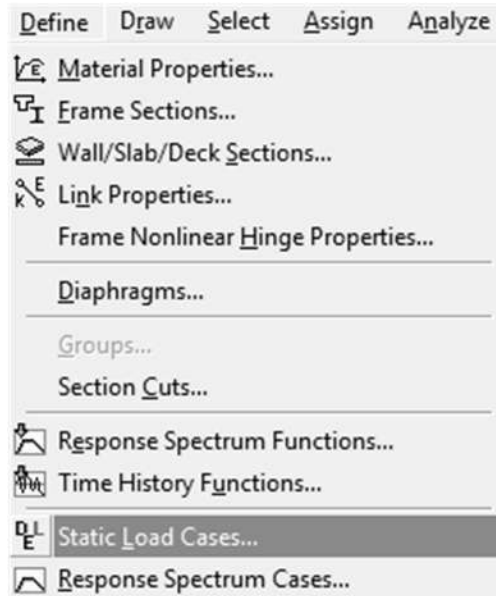 Define Draw Select Assign Analyze
Material Properties...
Frame Sections...
Wall/Slab/Deck Sections...
Link Properties...
Frame Nonlinear Hinge Properties...
Diaphragms...
Groups...
Section Cuts...
Response Spectrum Functions...
Time History Functions...
Static Load Cases...
Response Spectrum Cases...